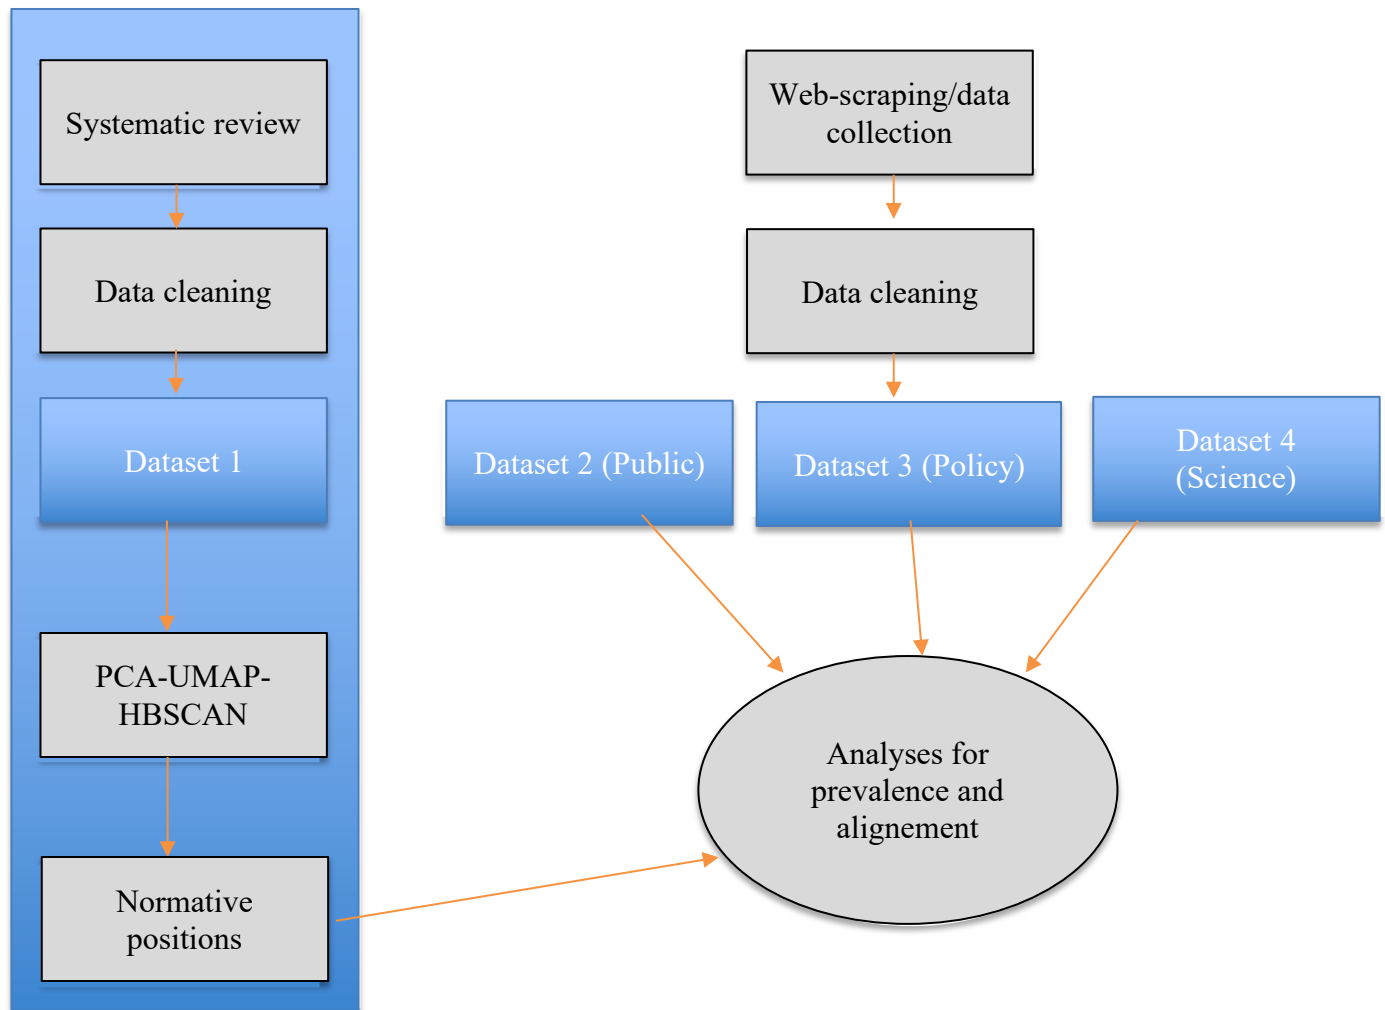 Systematic review
Data cleaning
Dataset 1
PCA-UMAP-
HBSCAN
Normative
positions
Web-scraping/data
collection
Data cleaning
Dataset 2 (Public)
Dataset 3 (Policy)
Dataset 4
(Science)
Analyses for
prevalence and
alignement